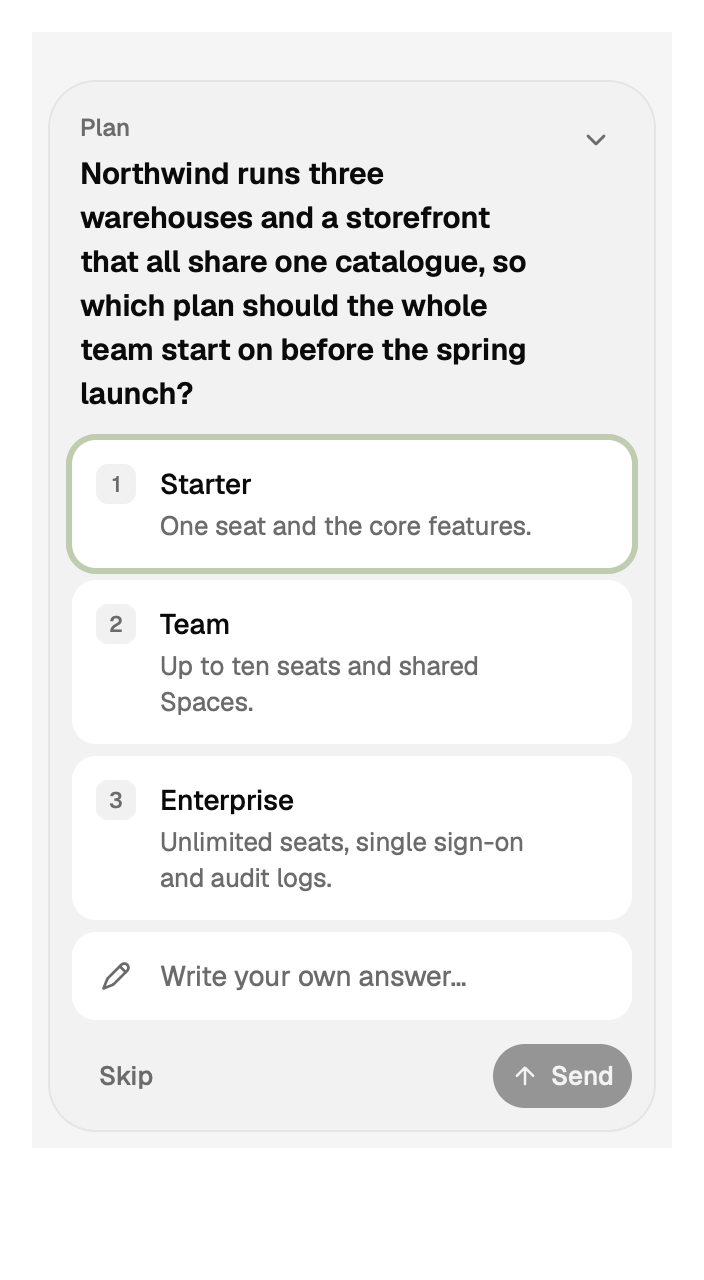 Plan
Northwind runs three
warehouses and a storefront
that all share one catalogue, so
which plan should the whole
team start on before the spring
launch?
1 Starter
One seat and the core features.
2 Team
Up to ten seats and shared
Spaces.
3 Enterprise
Unlimited seats, single sign-on
and audit logs.
Write your own answer...
Skip
Send